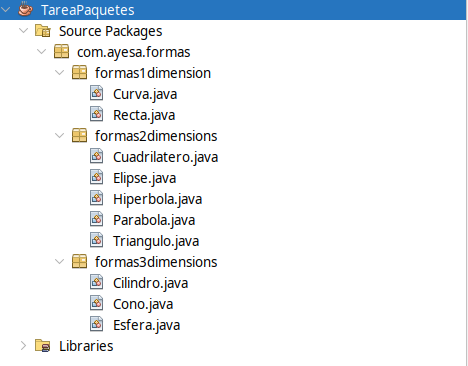 TareaPaquetes
Source Packages
com.ayesa.formas
formas1dimension
Curva.java
Recta.java
formas2dimensions
Cuadrilatero.java
Elipse.java
Hiperbola.java
Parabola.java
Triangulo.java
formas3dimensions
Cilindro.java
Cono.java
Esfera.java
Libraries